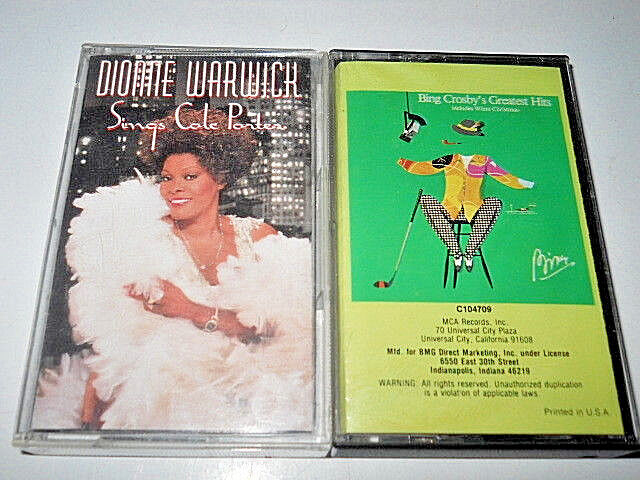 DIONNE WARWICK
Sings Cole Porter
Bing Crosby's Greatest Hits
includes White Christmas
Bing
C104709
MCA Records, Inc.
70 Universal City Plaza
Universal City, California 91608
Mfd. for BMG Direct Marketing, Inc. under License
6550 East 30th Street
Indianapolis, Indiana 46219
WARNING: All rights reserved. Unauthorized duplication
is a violation of applicable laws.
Printed in U.S.A.